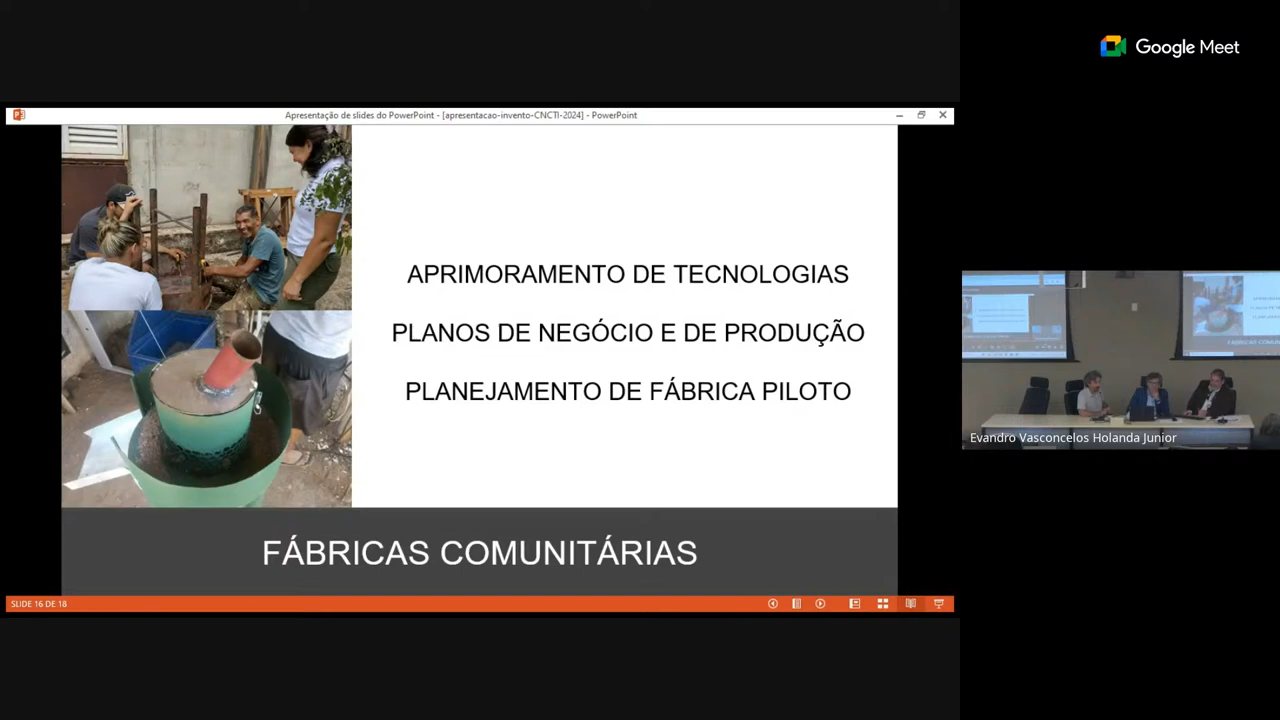 Google Meet
Apresentação de slides do PowerPoint - [apresentacao-invento-CNCTI-2024] - PowerPoint
APRIMORAMENTO DE TECNOLOGIAS
PLANOS DE NEGÓCIO E DE PRODUÇÃO
PLANEJAMENTO DE FÁBRICA PILOTO
FÁBRICAS COMUNITÁRIAS
SLIDE 16 DE 18
Evandro Vasconcelos Holanda Junior